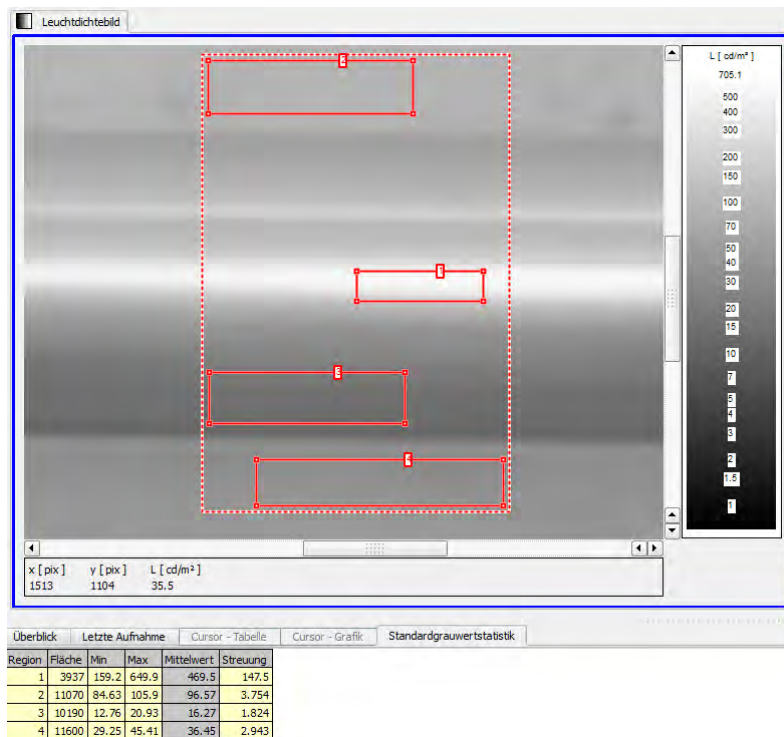 Leuchtdichtebild
L [ cd/m² ]
705.1
500
400
300
200
150
100
70
50
40
30
20
15
10
7
5
4
3
2
1.5
1
2
1
3
4
x [ pix ] y [ pix ] L [ cd/m² ]
1513 1104 35.5
Überblick Letzte Aufnahme Cursor - Tabelle Cursor - Grafik Standardgrauwertstatistik
Region Fläche Min Max Mittelwert Streuung
1 3937 159.2 649.9 469.5 147.5
2 11070 84.63 105.9 96.57 3.754
3 10190 12.76 20.93 16.27 1.824
4 11600 29.25 45.41 36.45 2.943